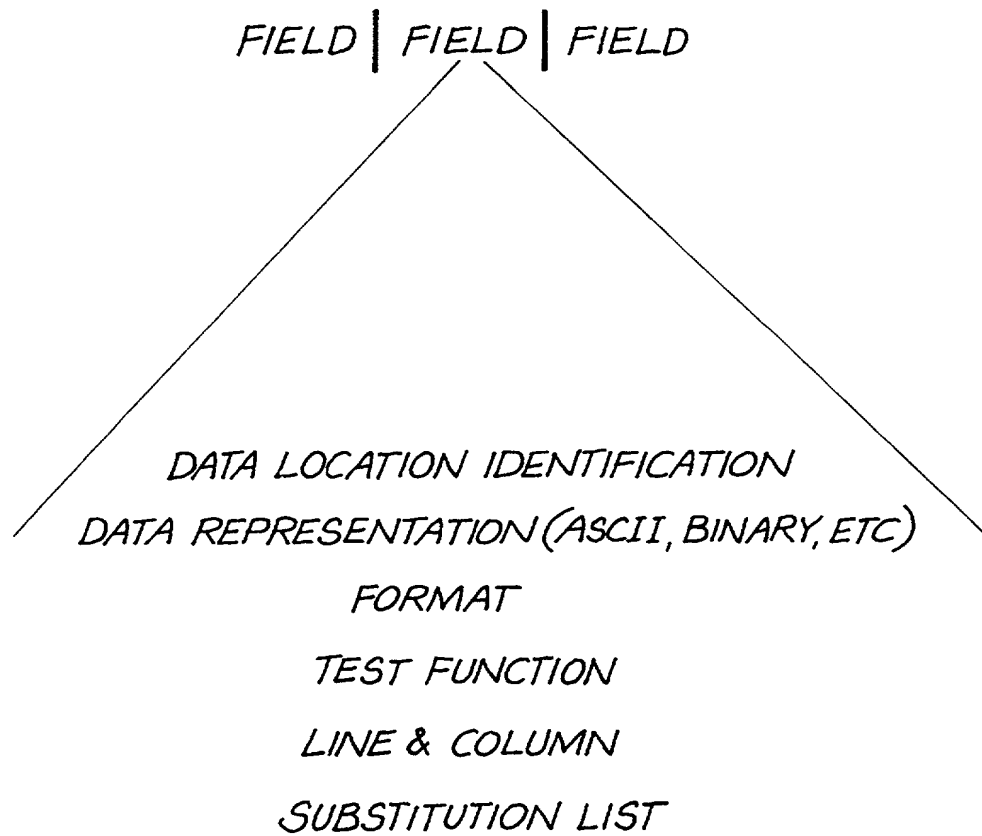 FIELD | FIELD | FIELD
DATA LOCATION IDENTIFICATION
DATA REPRESENTATION (ASCII, BINARY, ETC)
FORMAT
TEST FUNCTION
LINE & COLUMN
SUBSTITUTION LIST